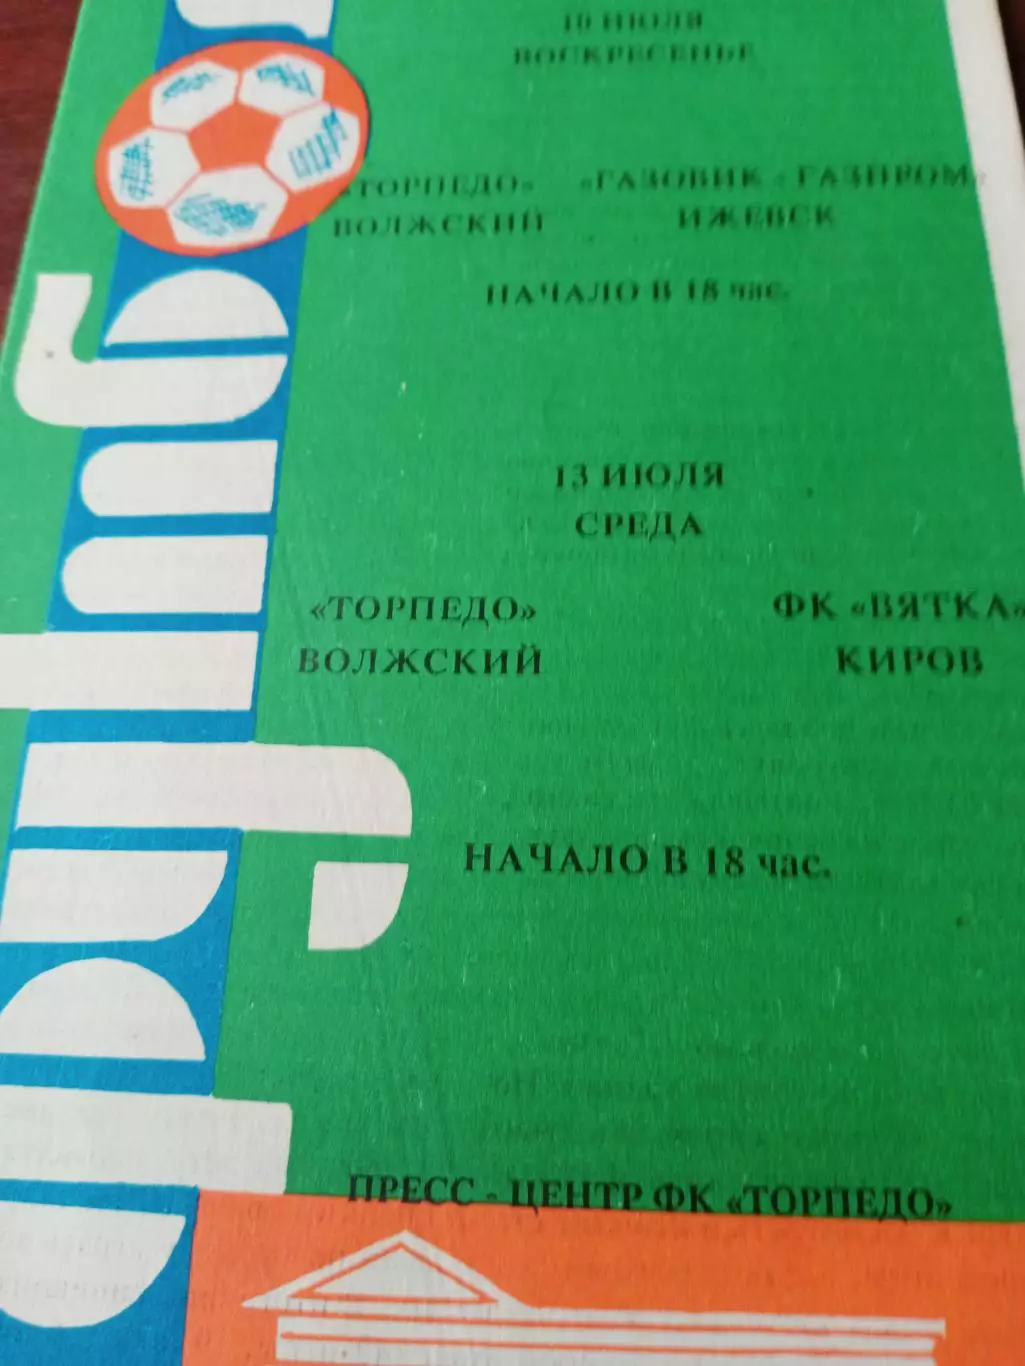 10 ИЮЛЯ
ВОСКРЕСЕНЬЕ
«ТОРПЕДО» «ГАЗОВИК - ГАЗПРОМ»
ВОЛЖСКИЙ ИЖЕВСК
НАЧАЛО В 18 час.
13 ИЮЛЯ
СРЕДА
«ТОРПЕДО» ФК «ВЯТКА»
ВОЛЖСКИЙ КИРОВ
НАЧАЛО В 18 час.
ПРЕСС - ЦЕНТР ФК «ТОРПЕДО»
футбол